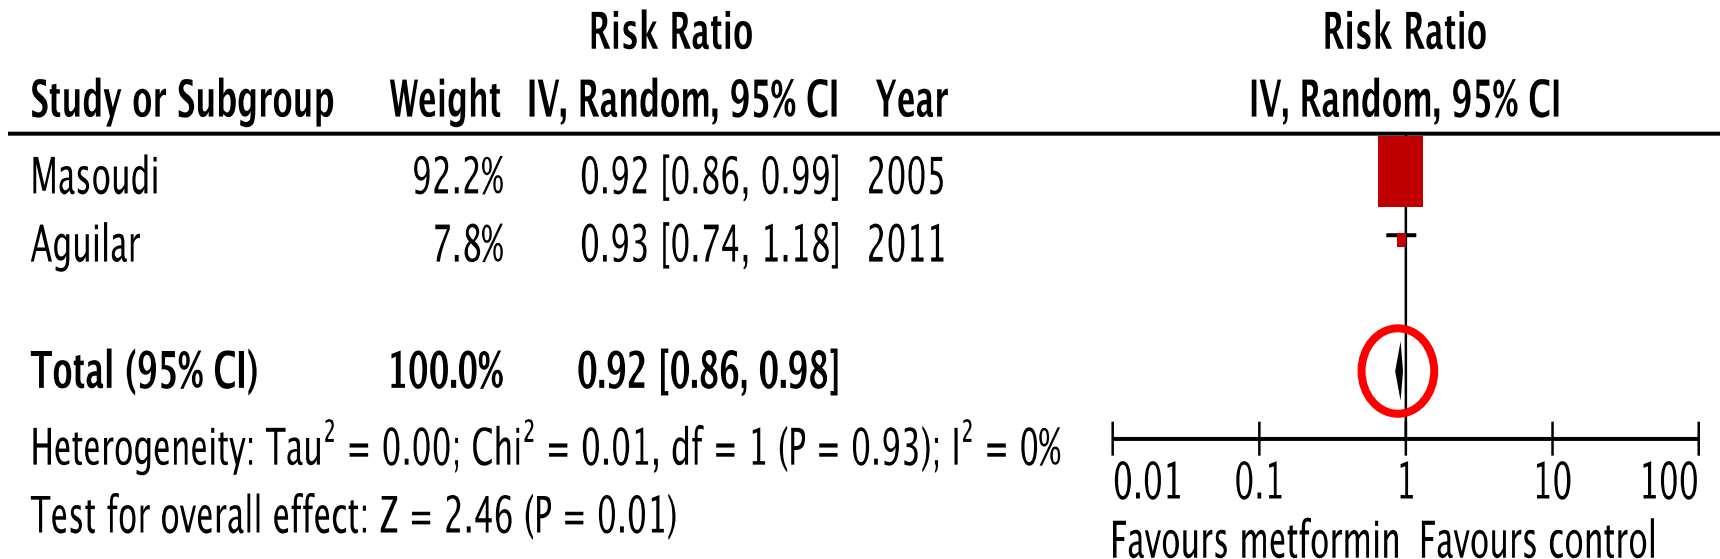 Risk Ratio Risk Ratio
Study or Subgroup Weight IV, Random, 95% CI Year IV, Random, 95% CI
Masoudi 92.2% 0.92 [0.86, 0.99] 2005
Aguilar 7.8% 0.93 [0.74, 1.18] 2011
Total (95% CI) 100.0% 0.92 [0.86, 0.98]
Heterogeneity: Tau² = 0.00; Chi² = 0.01, df = 1 (P = 0.93); I² = 0%
0.01 0.1 1 10 100
Test for overall effect: Z = 2.46 (P = 0.01)
Favours metformin Favours control